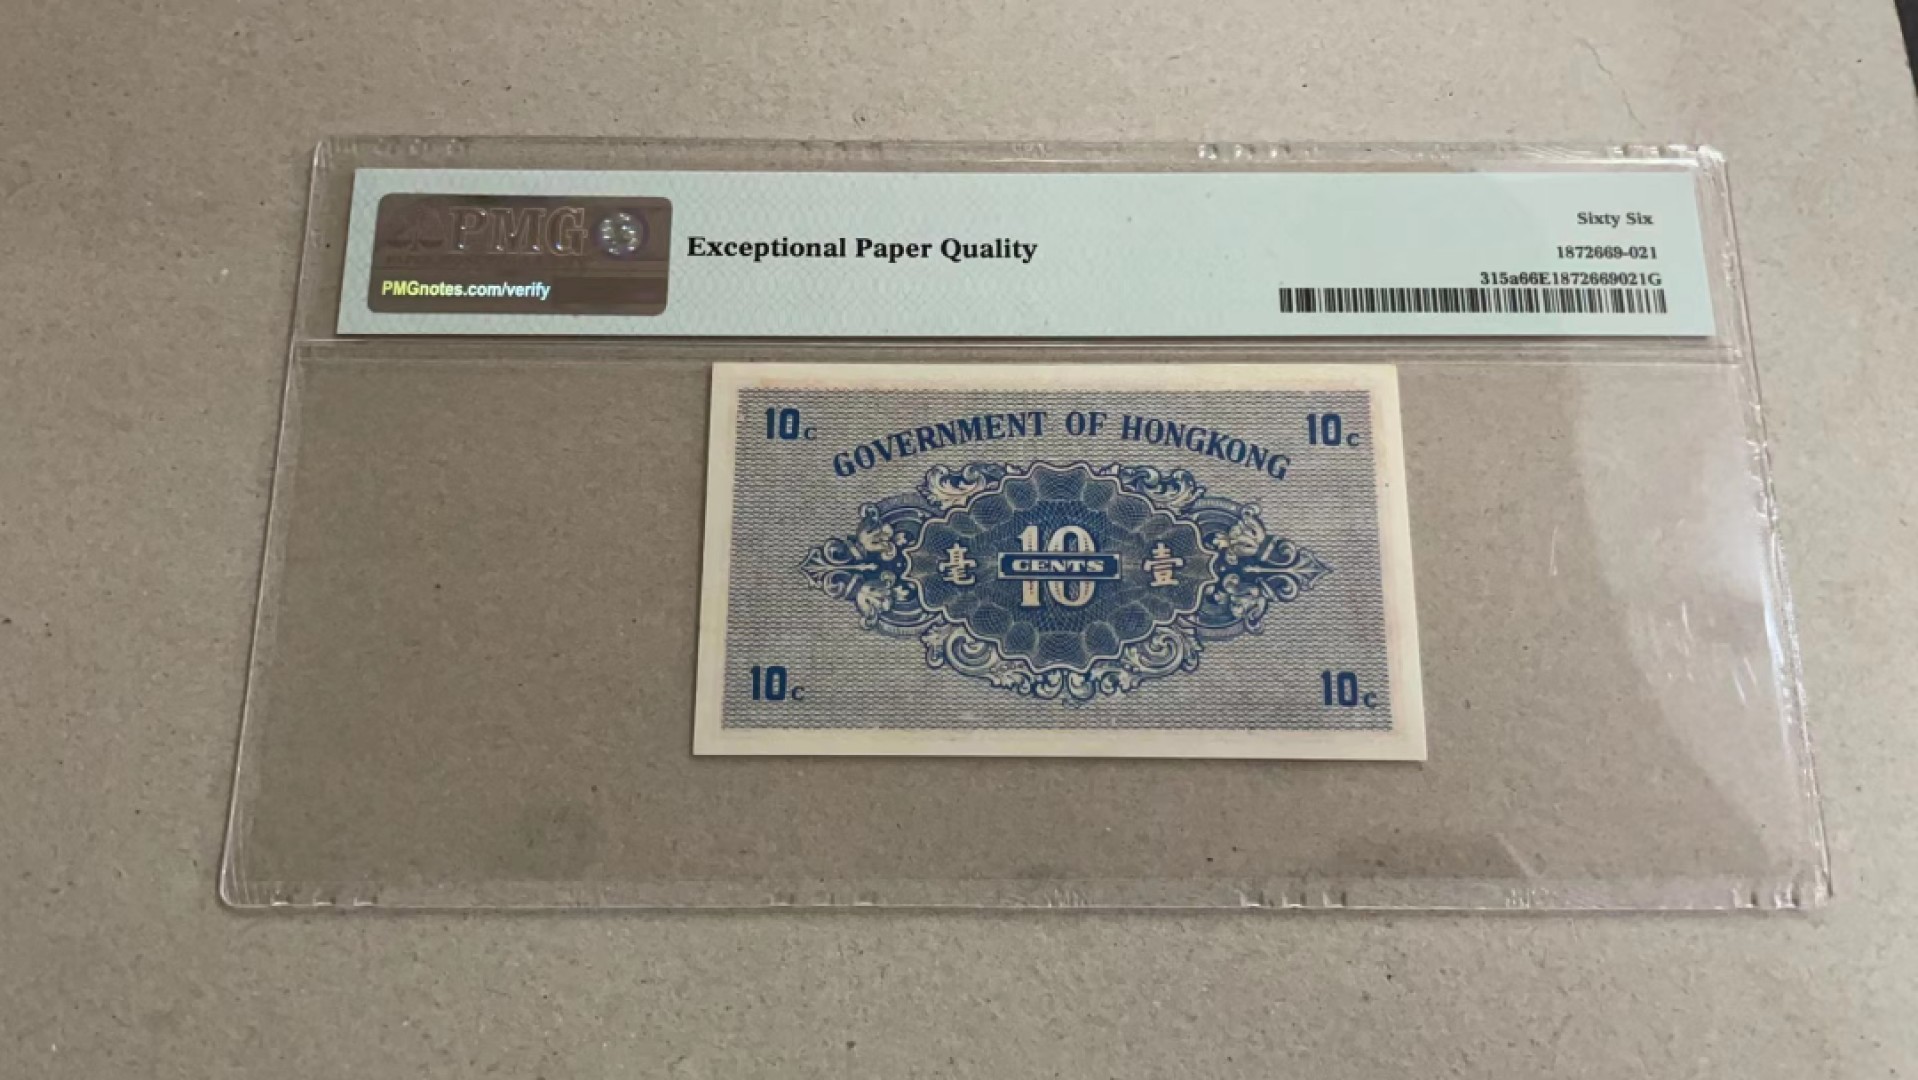 PMG
PMGnotes.com/verify
Exceptional Paper Quality
Sixty Six
1872669-021
315a66E1872669021G
10c
10c
GOVERNMENT OF HONGKONG
毫
10
CENTS
壹
10c
10c